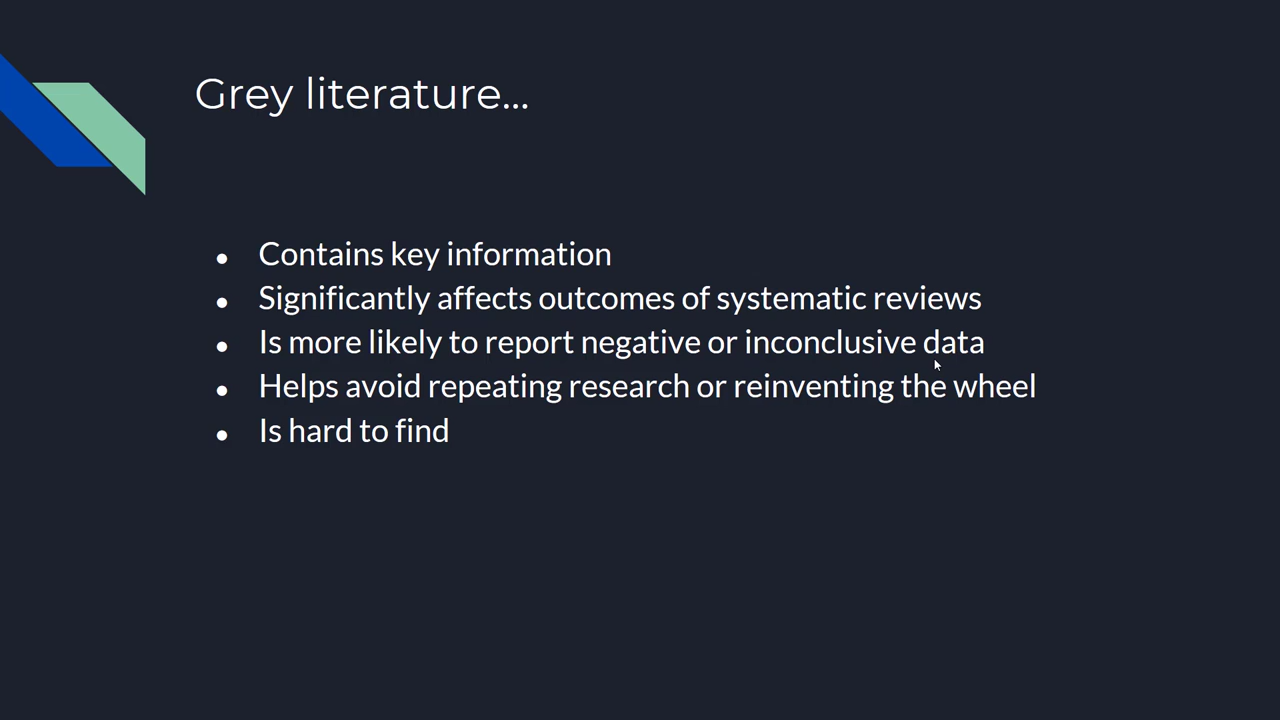 Grey literature...
● Contains key information
● Significantly affects outcomes of systematic reviews
● Is more likely to report negative or inconclusive data
● Helps avoid repeating research or reinventing the wheel
● Is hard to find